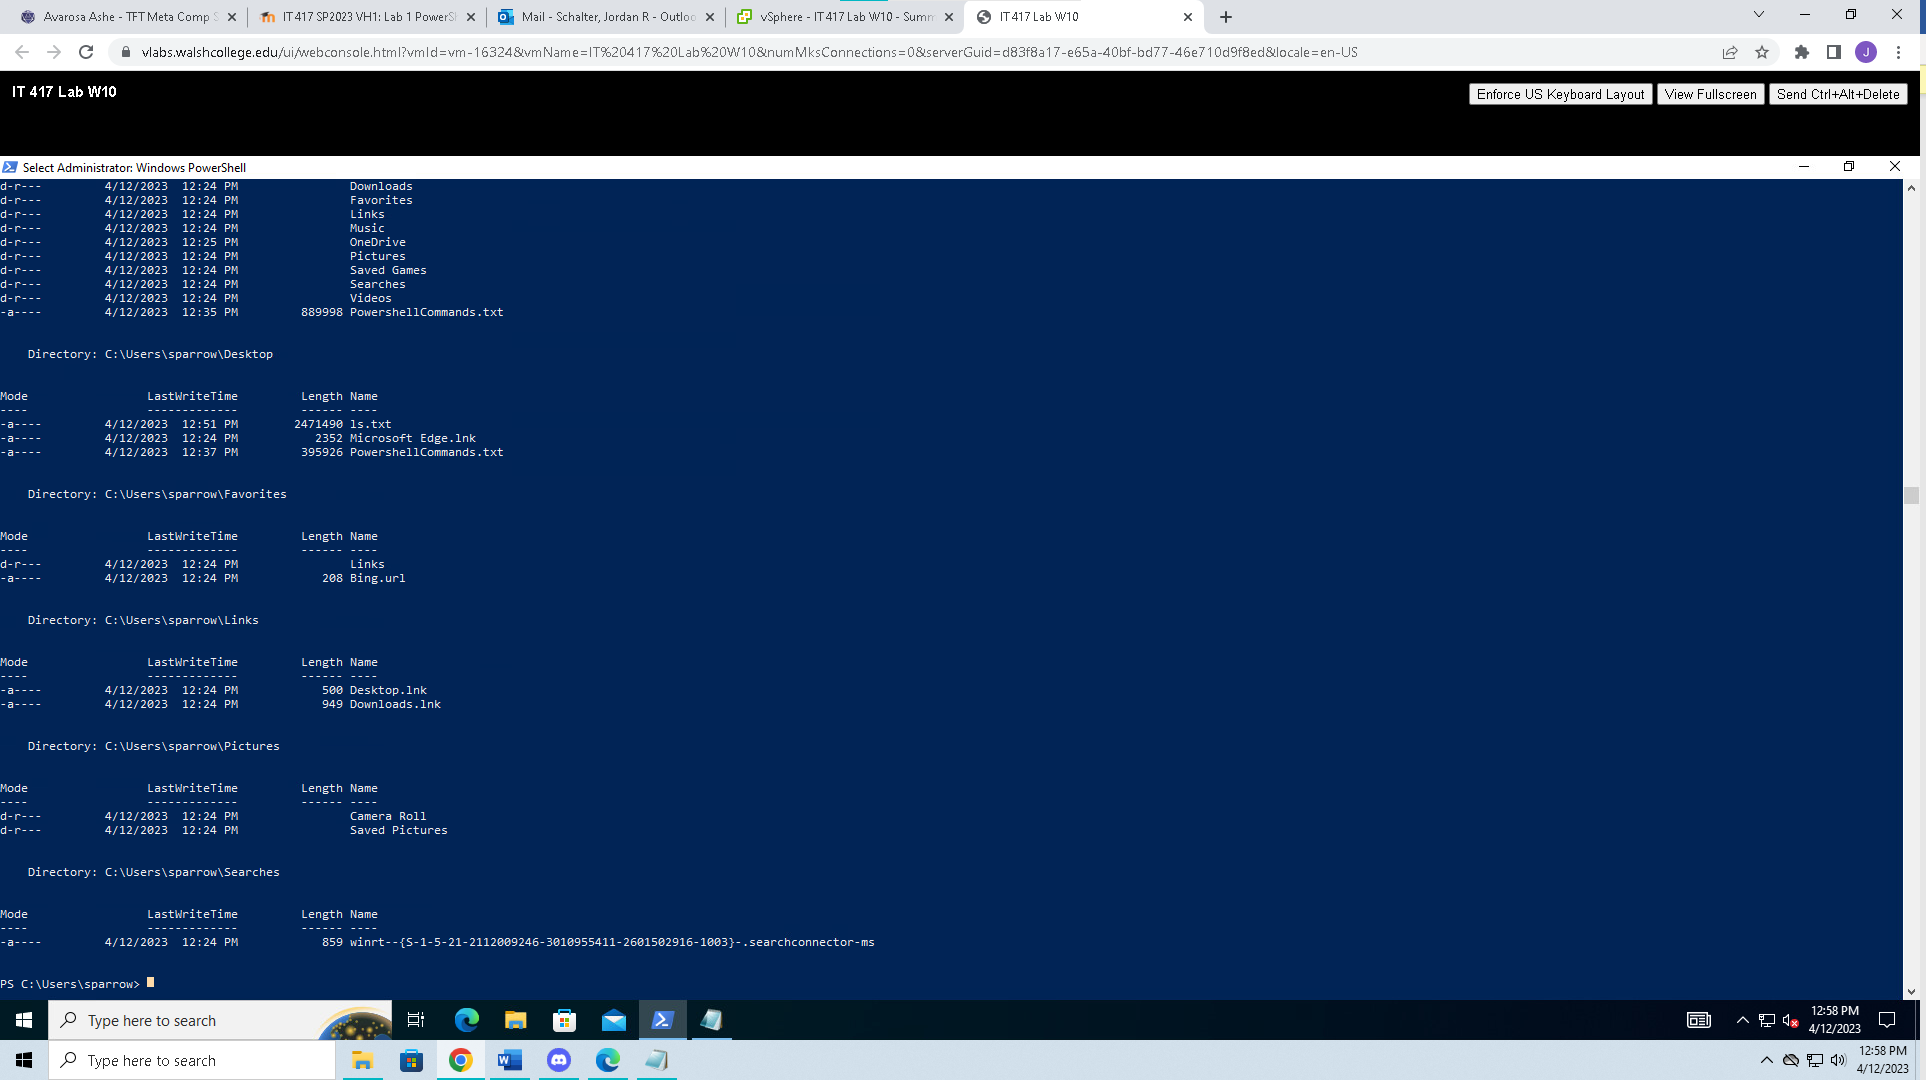 Avarosa Ashe - TFT Meta Comp S
IT417 SP2023 VH1: Lab 1 PowerSh
Mail - Schalter, Jordan R - Outloo
vSphere - IT417 Lab W10 - Summ
IT417 Lab W10
vlabs.walshcollege.edu/ui/webconsole.html?vmId=vm-16324&vmName=IT%20417%20Lab%20W10&numMksConnections=0&serverGuid=d83f8a17-e65a-40bf-bd77-46e710d9f8ed&locale=en-US
J
IT 417 Lab W10
Enforce US Keyboard Layout View Fullscreen Send Ctrl+Alt+Delete
Select Administrator: Windows PowerShell
d-r--- 4/12/2023 12:24 PM Downloads
d-r--- 4/12/2023 12:24 PM Favorites
d-r--- 4/12/2023 12:24 PM Links
d-r--- 4/12/2023 12:24 PM Music
d-r--- 4/12/2023 12:25 PM OneDrive
d-r--- 4/12/2023 12:24 PM Pictures
d-r--- 4/12/2023 12:24 PM Saved Games
d-r--- 4/12/2023 12:24 PM Searches
d-r--- 4/12/2023 12:24 PM Videos
-a---- 4/12/2023 12:35 PM 889998 PowershellCommands.txt
Directory: C:\Users\sparrow\Desktop
Mode LastWriteTime Length Name
---- ------------- ------ ----
-a---- 4/12/2023 12:51 PM 2471490 ls.txt
-a---- 4/12/2023 12:24 PM 2352 Microsoft Edge.lnk
-a---- 4/12/2023 12:37 PM 395926 PowershellCommands.txt
Directory: C:\Users\sparrow\Favorites
Mode LastWriteTime Length Name
---- ------------- ------ ----
d-r--- 4/12/2023 12:24 PM Links
-a---- 4/12/2023 12:24 PM 208 Bing.url
Directory: C:\Users\sparrow\Links
Mode LastWriteTime Length Name
---- ------------- ------ ----
-a---- 4/12/2023 12:24 PM 500 Desktop.lnk
-a---- 4/12/2023 12:24 PM 949 Downloads.lnk
Directory: C:\Users\sparrow\Pictures
Mode LastWriteTime Length Name
---- ------------- ------ ----
d-r--- 4/12/2023 12:24 PM Camera Roll
d-r--- 4/12/2023 12:24 PM Saved Pictures
Directory: C:\Users\sparrow\Searches
Mode LastWriteTime Length Name
---- ------------- ------ ----
-a---- 4/12/2023 12:24 PM 859 winrt--{S-1-5-21-2112009246-3010955411-2601502916-1003}-.searchconnector-ms
PS C:\Users\sparrow>
Type here to search
12:58 PM
4/12/2023
Type here to search
12:58 PM
4/12/2023